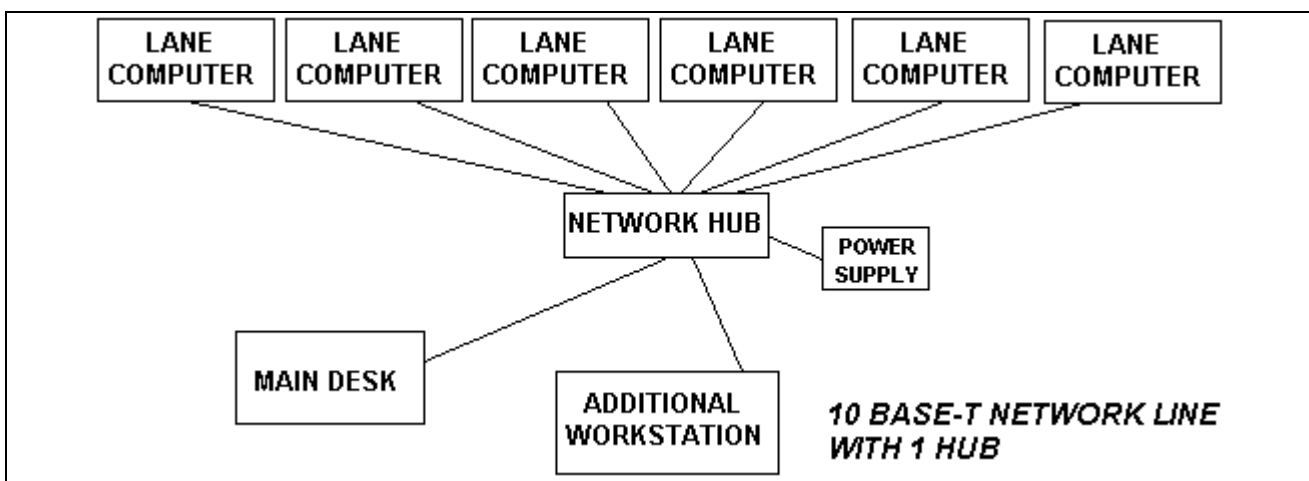 LANE
COMPUTER
LANE
COMPUTER
LANE
COMPUTER
LANE
COMPUTER
LANE
COMPUTER
LANE
COMPUTER
NETWORK HUB
POWER
SUPPLY
MAIN DESK
ADDITIONAL
WORKSTATION
10 BASE-T NETWORK LINE
WITH 1 HUB